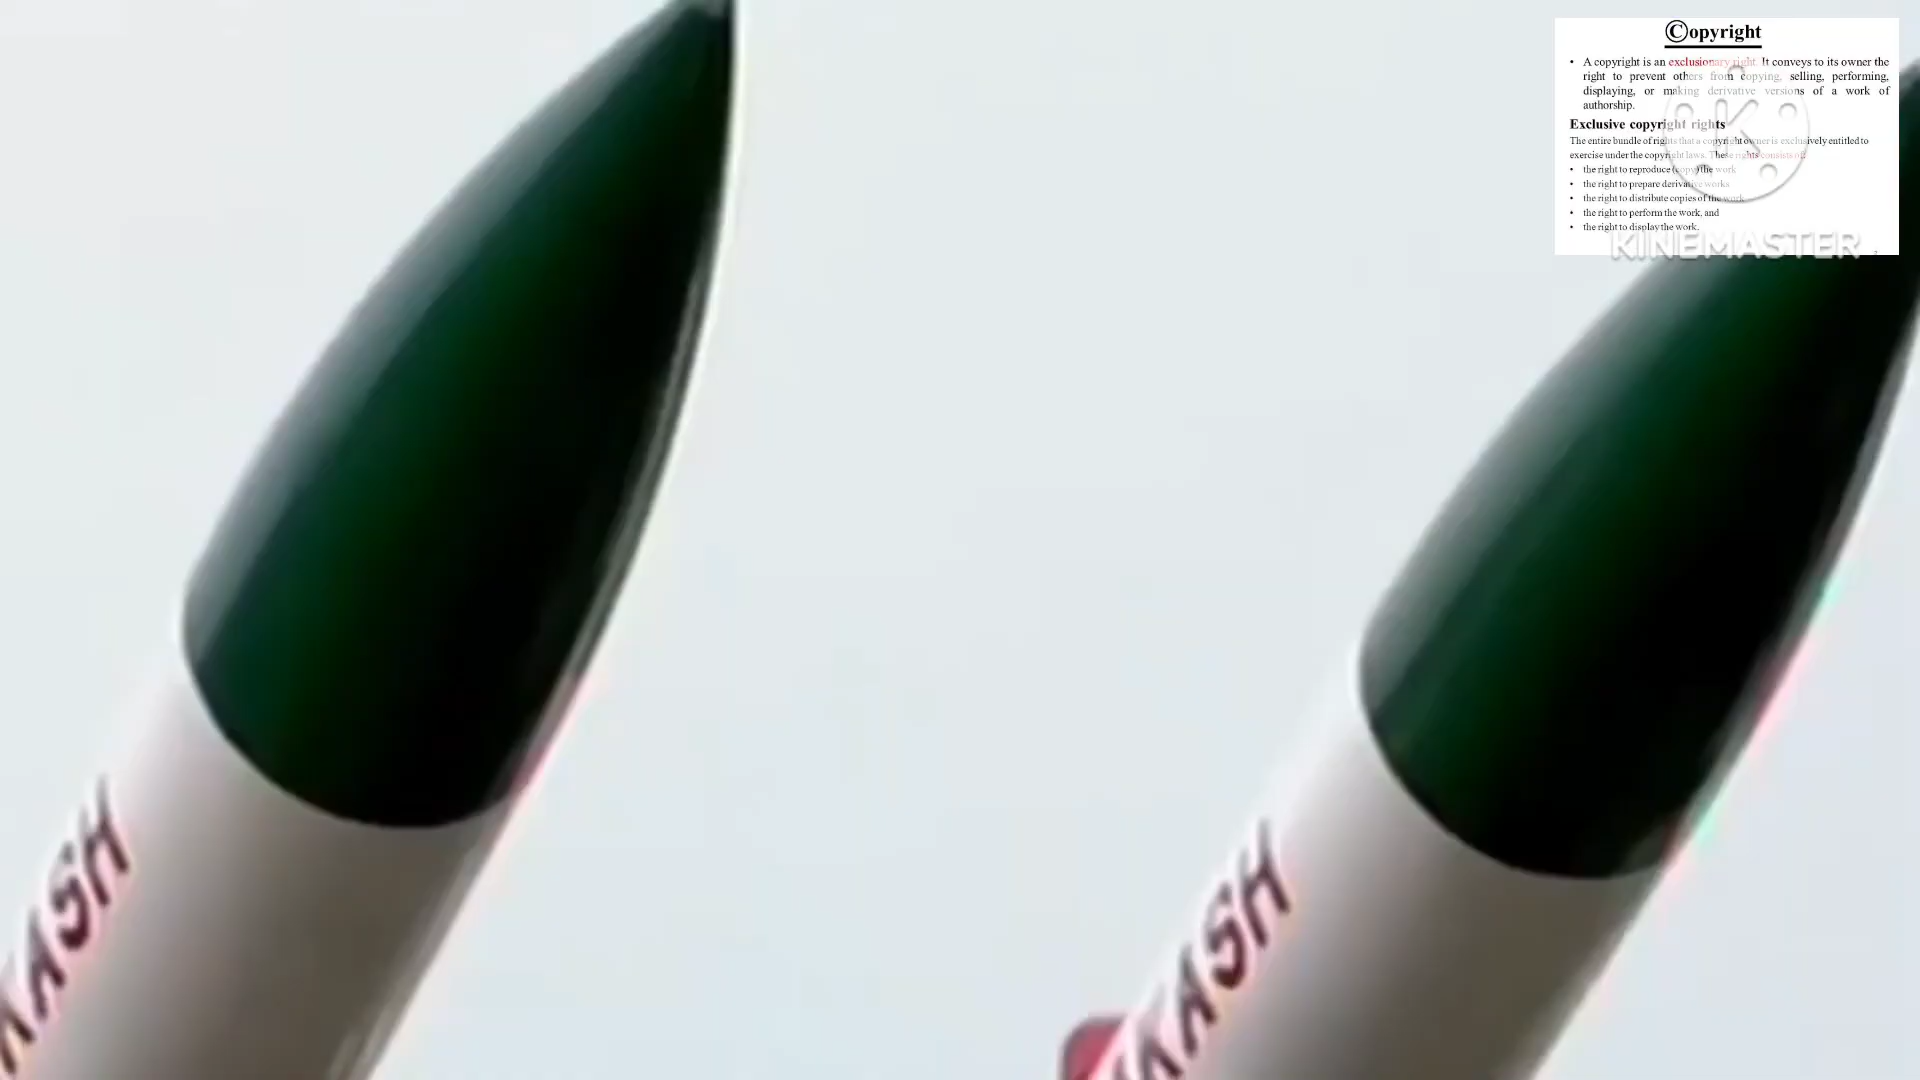 Ⓒopyright
• A copyright is an exclusionary right. It conveys to its owner the
right to prevent others from copying, selling, performing,
displaying, or making derivative versions of a work of
authorship.
Exclusive copyright rights
The entire bundle of rights that a copyright owner is exclusively entitled to
exercise under the copyright laws. These rights consists of:
• the right to reproduce (copy) the work
• the right to prepare derivative works
• the right to distribute copies of the work
• the right to perform the work, and
• the right to display the work.
K
KINEMASTER
KASH
KASH